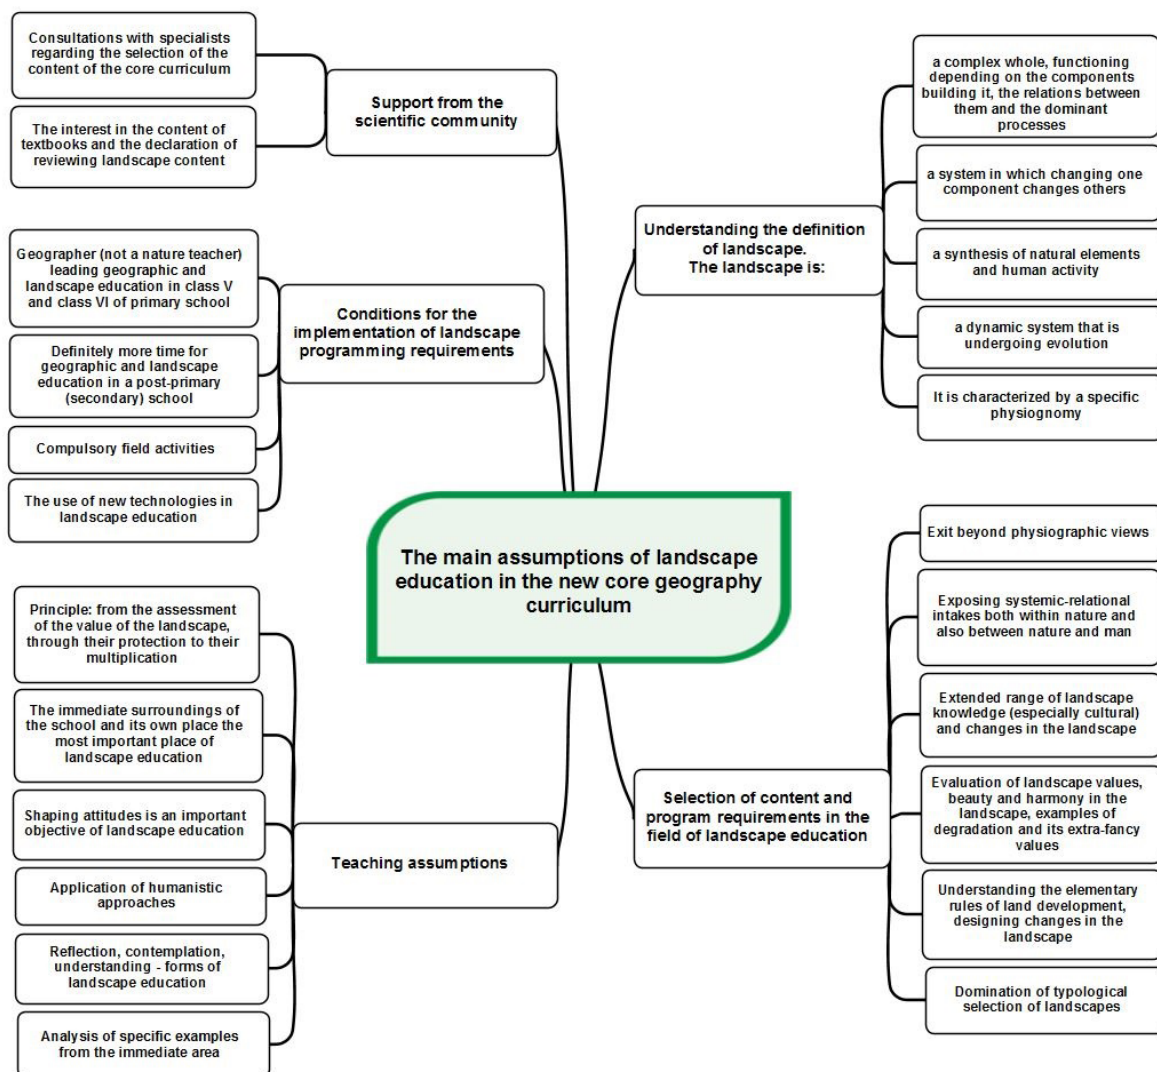 Consultations with specialists
regarding the selection of the
content of the core curriculum
The interest in the content of
textbooks and the declaration of
reviewing landscape content
Support from the
scientific community
Geographer (not a nature teacher)
leading geographic and
landscape education in class V
and class VI of primary school
Definitely more time for
geographic and landscape
education in a post-primary
(secondary) school
Compulsory field activities
The use of new technologies in
landscape education
Conditions for the
implementation of landscape
programming requirements
Principle: from the assessment
of the value of the landscape,
through their protection to their
multiplication
The immediate surroundings of
the school and its own place the
most important place of
landscape education
Shaping attitudes is an important
objective of landscape education
Application of humanistic
approaches
Reflection, contemplation,
understanding - forms of
landscape education
Analysis of specific examples
from the immediate area
Teaching assumptions
The main assumptions of landscape
education in the new core geography
curriculum
Understanding the definition
of landscape.
The landscape is:
a complex whole, functioning
depending on the components
building it, the relations between
them and the dominant
processes
a system in which changing one
component changes others
a synthesis of natural elements
and human activity
a dynamic system that is
undergoing evolution
It is characterized by a specific
physiognomy
Selection of content and
program requirements in the
field of landscape education
Exit beyond physiographic views
Exposing systemic-relational
intakes both within nature and
also between nature and man
Extended range of landscape
knowledge (especially cultural)
and changes in the landscape
Evaluation of landscape values,
beauty and harmony in the
landscape, examples of
degradation and its extra-fancy
values
Understanding the elementary
rules of land development,
designing changes in the
landscape
Domination of typological
selection of landscapes